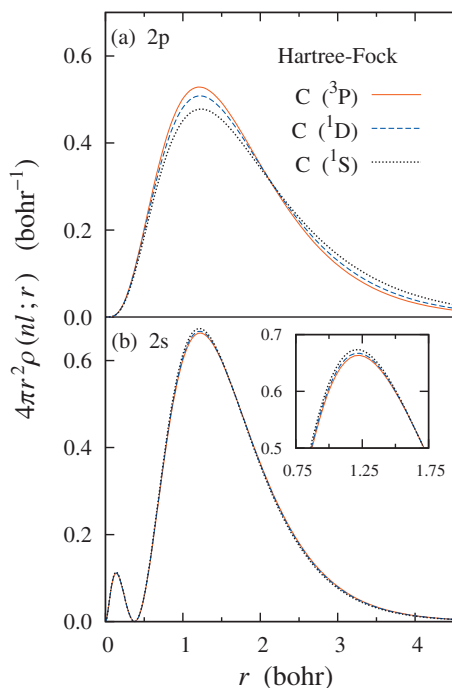 (a) 2p
Hartree-Fock
C (³P)
C (¹D)
C (¹S)
0.6
0.4
0.2
0.0
4πr²ρ(nl; r) (bohr⁻¹)
(b) 2s
0.6
0.4
0.2
0.0
0.7
0.6
0.5
0.75 1.25 1.75
0 1 2 3 4
r (bohr)